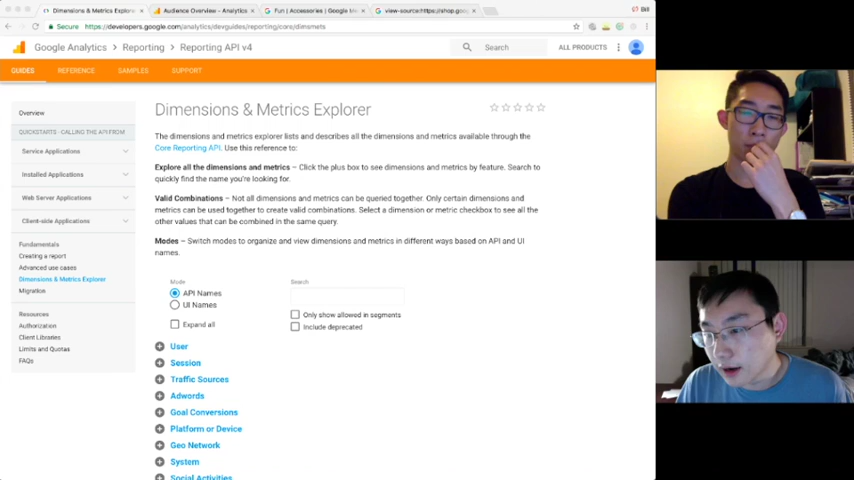 Dimensions & Metrics Explorer
Audience Overview - Analytics
Fun | Accessories | Google
view-source:https://shop.goo
Secure
https://developers.google.com/analytics/devguides/reporting/core/dimsmets
Google Analytics > Reporting > Reporting API v4
Search
ALL PRODUCTS
GUIDES
REFERENCE
SAMPLES
SUPPORT
Overview
QUICKSTARTS - CALLING THE API FROM
Service Applications
Installed Applications
Web Server Applications
Client-side Applications
Fundamentals
Creating a report
Advanced use cases
Dimensions & Metrics Explorer
Migration
Resources
Authorization
Client Libraries
Limits and Quotas
FAQs
Dimensions & Metrics Explorer
The dimensions and metrics explorer lists and describes all the dimensions and metrics available through the
Core Reporting API. Use this reference to:
Explore all the dimensions and metrics – Click the plus box to see dimensions and metrics by feature. Search to
quickly find the name you're looking for.
Valid Combinations – Not all dimensions and metrics can be queried together. Only certain dimensions and
metrics can be used together to create valid combinations. Select a dimension or metric checkbox to see all the
other values that can be combined in the same query.
Modes – Switch modes to organize and view dimensions and metrics in different ways based on API and UI
names.
Mode
API Names
UI Names
Expand all
Search
Only show allowed in segments
Include deprecated
User
Session
Traffic Sources
Adwords
Goal Conversions
Platform or Device
Geo Network
System
Social Activities